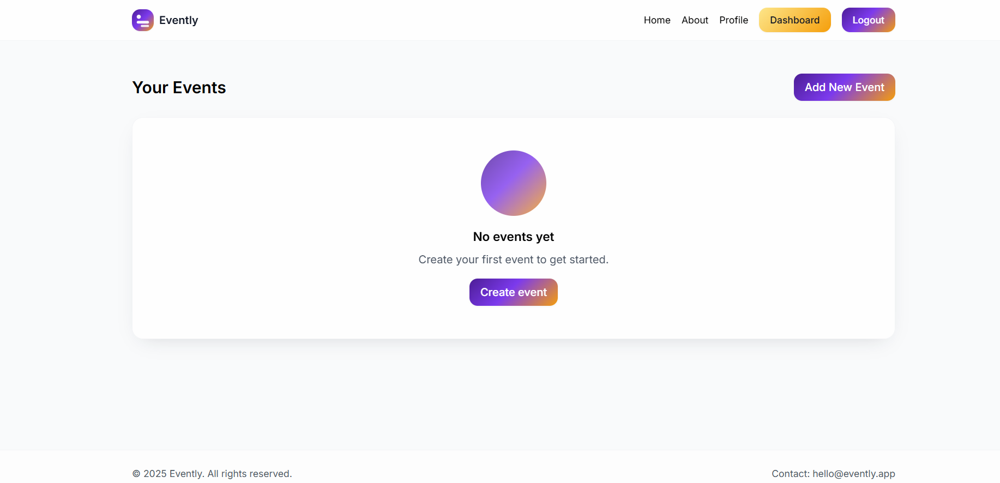 Evently
Home About Profile Dashboard Logout
Your Events
Add New Event
No events yet
Create your first event to get started.
Create event
© 2025 Evently. All rights reserved.
Contact: hello@evently.app